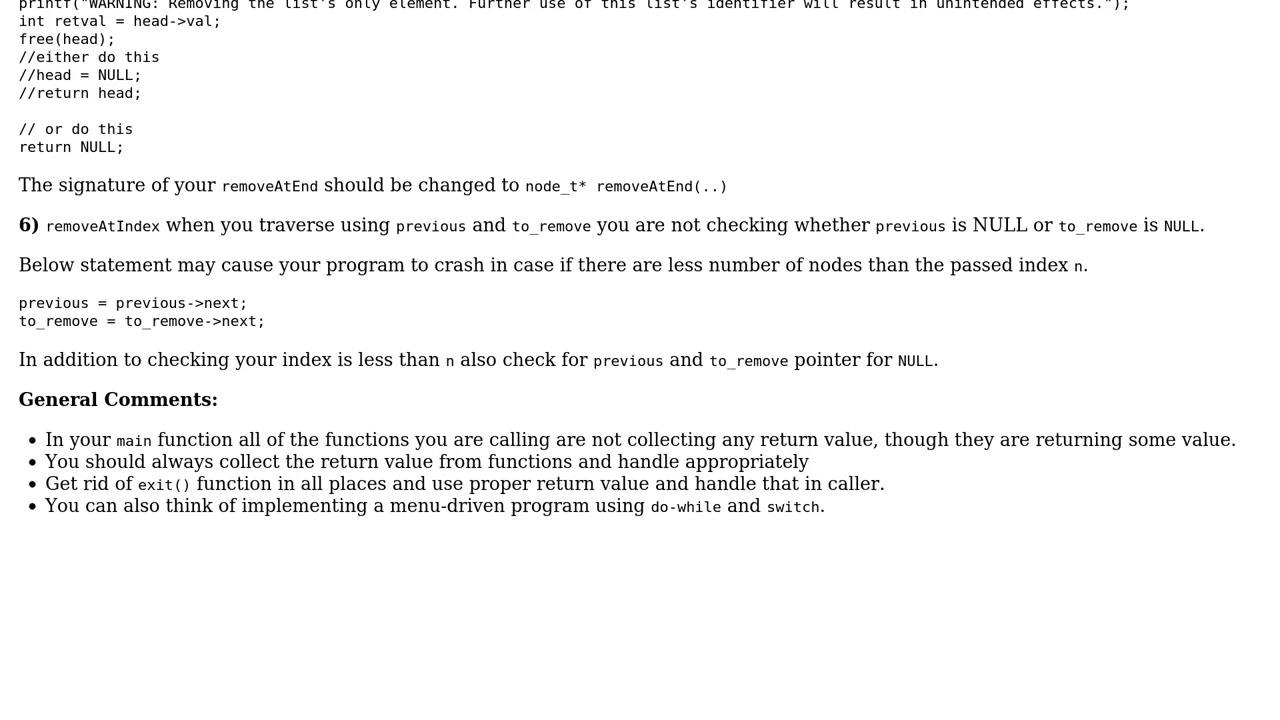 printf("WARNING: Removing the list's only element. Further use of this list's identifier will result in unintended effects.");
int retval = head->val;
free(head);
//either do this
//head = NULL;
//return head;
// or do this
return NULL;
The signature of your removeAtEnd should be changed to node_t* removeAtEnd(..)
6) removeAtIndex when you traverse using previous and to_remove you are not checking whether previous is NULL or to_remove is NULL.
Below statement may cause your program to crash in case if there are less number of nodes than the passed index n.
previous = previous->next;
to_remove = to_remove->next;
In addition to checking your index is less than n also check for previous and to_remove pointer for NULL.
General Comments:
• In your main function all of the functions you are calling are not collecting any return value, though they are returning some value.
• You should always collect the return value from functions and handle appropriately
• Get rid of exit() function in all places and use proper return value and handle that in caller.
• You can also think of implementing a menu-driven program using do-while and switch.